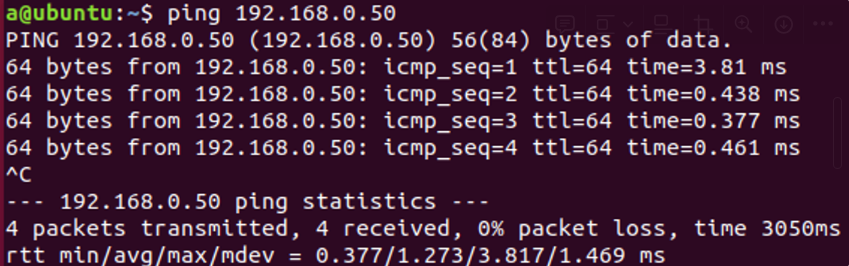 a@ubuntu:~$ ping 192.168.0.50
PING 192.168.0.50 (192.168.0.50) 56(84) bytes of data.
64 bytes from 192.168.0.50: icmp_seq=1 ttl=64 time=3.81 ms
64 bytes from 192.168.0.50: icmp_seq=2 ttl=64 time=0.438 ms
64 bytes from 192.168.0.50: icmp_seq=3 ttl=64 time=0.377 ms
64 bytes from 192.168.0.50: icmp_seq=4 ttl=64 time=0.461 ms
^C
--- 192.168.0.50 ping statistics ---
4 packets transmitted, 4 received, 0% packet loss, time 3050ms
rtt min/avg/max/mdev = 0.377/1.273/3.817/1.469 ms